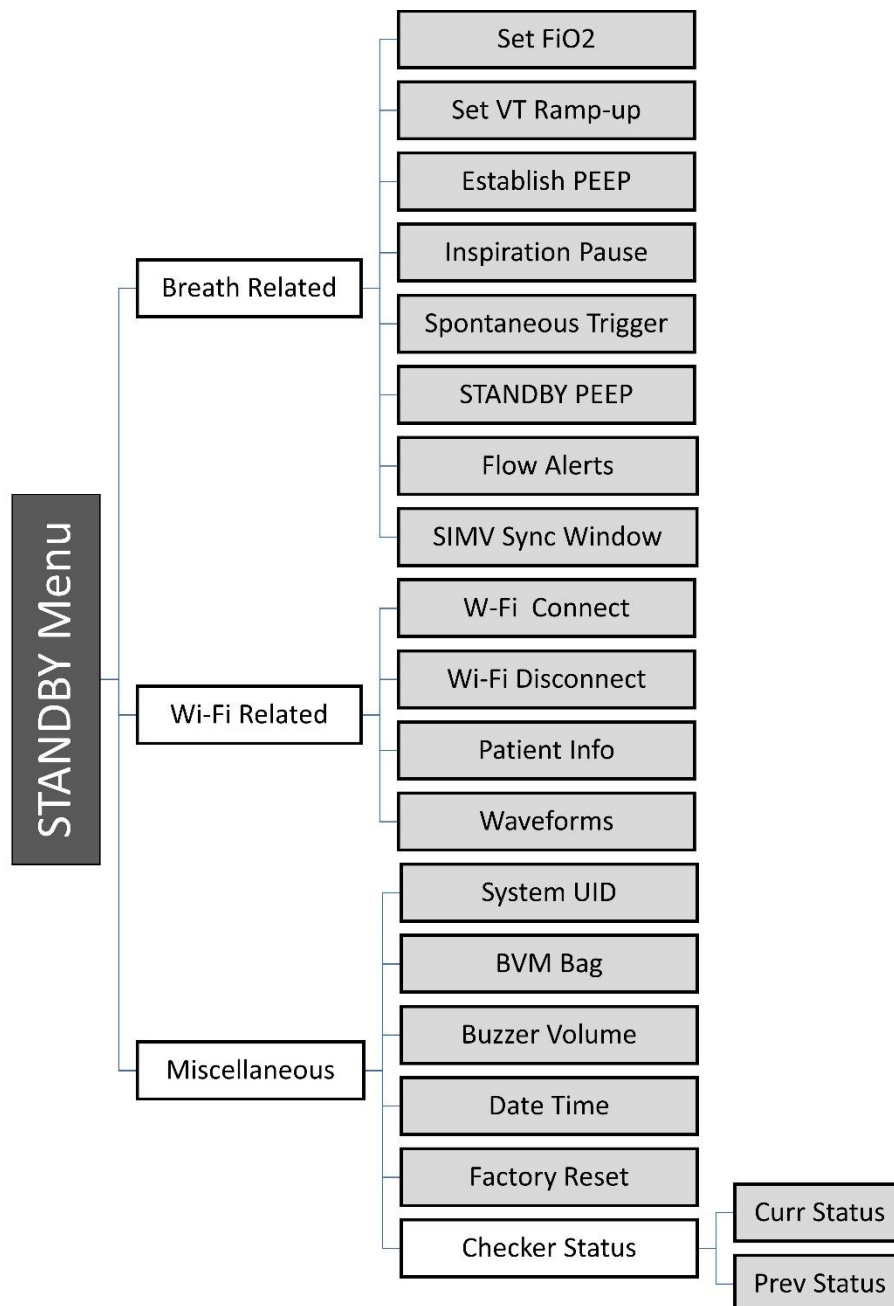 STANDBY Menu
Breath Related
Set FiO2
Set VT Ramp-up
Establish PEEP
Inspiration Pause
Spontaneous Trigger
STANDBY PEEP
Flow Alerts
SIMV Sync Window
Wi-Fi Related
W-Fi Connect
Wi-Fi Disconnect
Patient Info
Waveforms
Miscellaneous
System UID
BVM Bag
Buzzer Volume
Date Time
Factory Reset
Checker Status
Curr Status
Prev Status